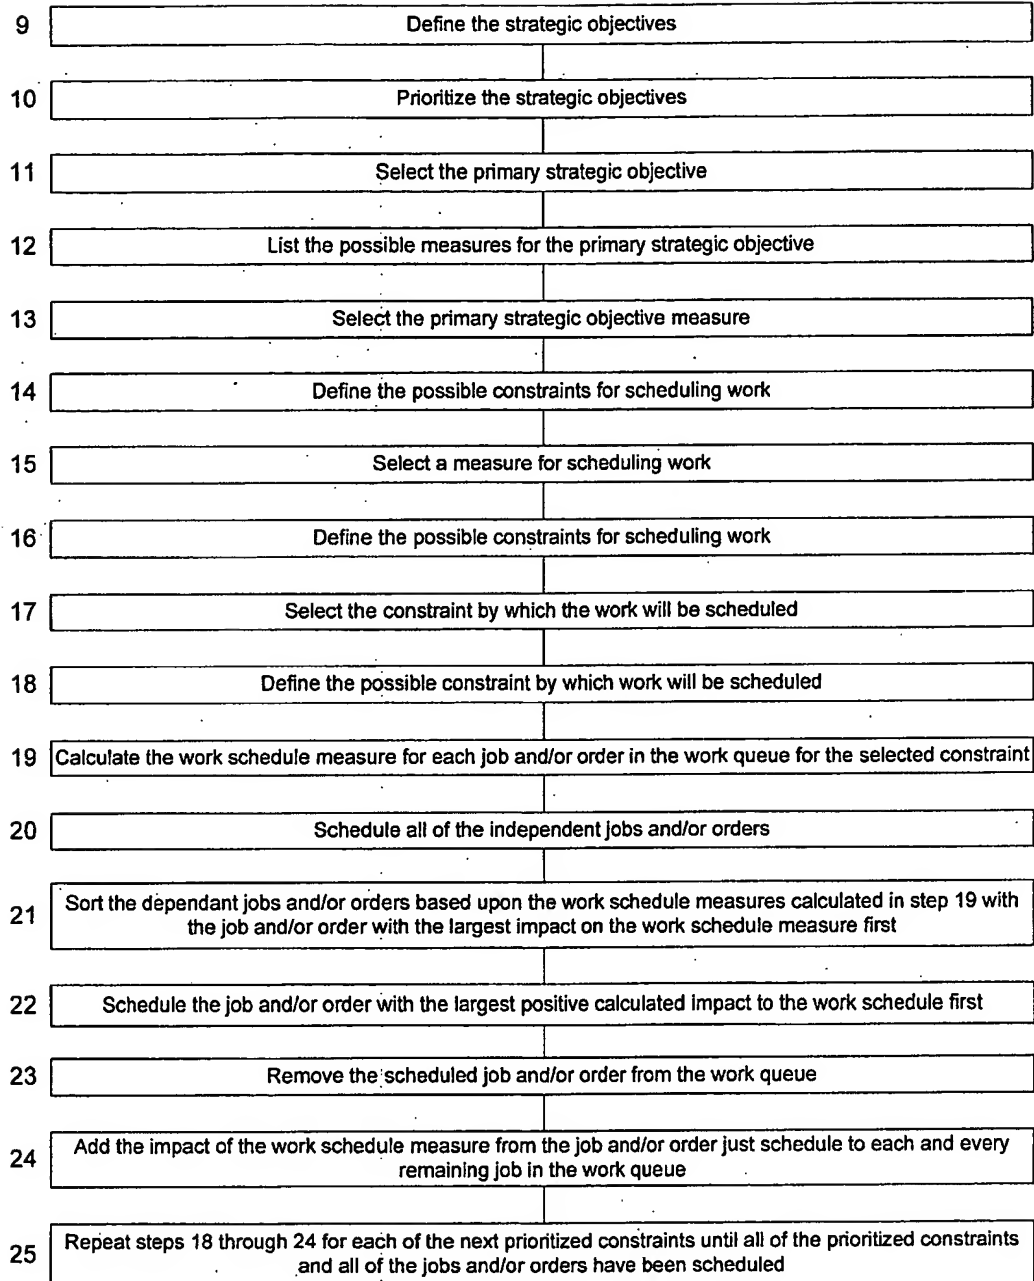 9 Define the strategic objectives
10 Prioritize the strategic objectives
11 Select the primary strategic objective
12 List the possible measures for the primary strategic objective
13 Select the primary strategic objective measure
14 Define the possible constraints for scheduling work
15 Select a measure for scheduling work
16 Define the possible constraints for scheduling work
17 Select the constraint by which the work will be scheduled
18 Define the possible constraint by which work will be scheduled
19 Calculate the work schedule measure for each job and/or order in the work queue for the selected constraint
20 Schedule all of the independent jobs and/or orders
21 Sort the dependant jobs and/or orders based upon the work schedule measures calculated in step 19 with
the job and/or order with the largest impact on the work schedule measure first
22 Schedule the job and/or order with the largest positive calculated impact to the work schedule first
23 Remove the scheduled job and/or order from the work queue
24 Add the impact of the work schedule measure from the job and/or order just schedule to each and every
remaining job in the work queue
25 Repeat steps 18 through 24 for each of the next prioritized constraints until all of the prioritized constraints
and all of the jobs and/or orders have been scheduled